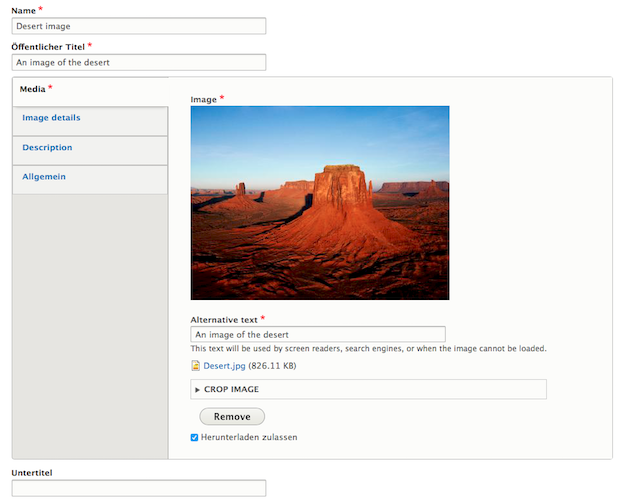 Name *
Desert image
Öffentlicher Titel *
An image of the desert
Media *
Image details
Description
Allgemein
Image *
Alternative text *
An image of the desert
This text will be used by screen readers, search engines, or when the image cannot be loaded.
Desert.jpg (826.11 KB)
CROP IMAGE
Remove
Herunterladen zulassen
Untertitel